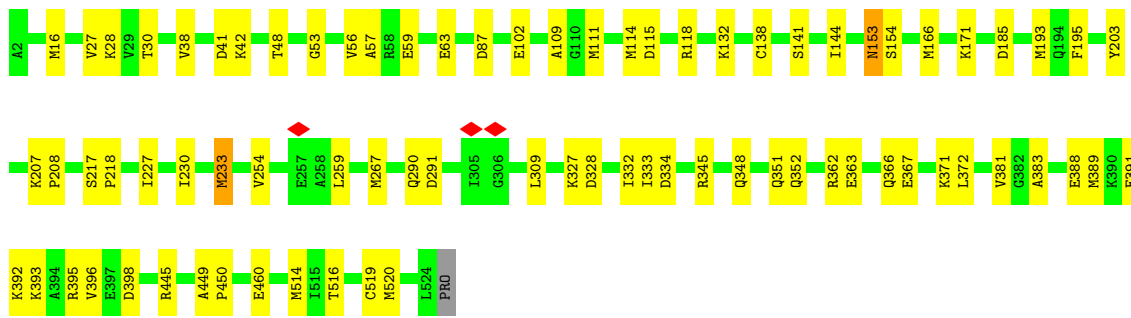 A2 M16 V27 K28 V29 T30 V38 D41 K42 T48 G53 V56 A57 R58 E59 E63 D87 E102 A109 G110 M111 M114 D115 R118 K132 C138 S141 I144 N153 S154 M166 K171 D185 M193 Q194 F195 Y203
K207 P208 S217 P218 I227 I230 M233 V254 E257 A258 L259 M267 Q290 D291 I305 G306 L309 K327 D328 I332 I333 D334 R345 Q348 Q351 Q352 R362 E363 Q366 E367 K371 L372 V381 G382 A383 E388 M389 K390
K392 K393 A394 R395 V396 E397 D398 R445 A449 P450 E460 M514 I515 T516 C519 M520 L524 PRO